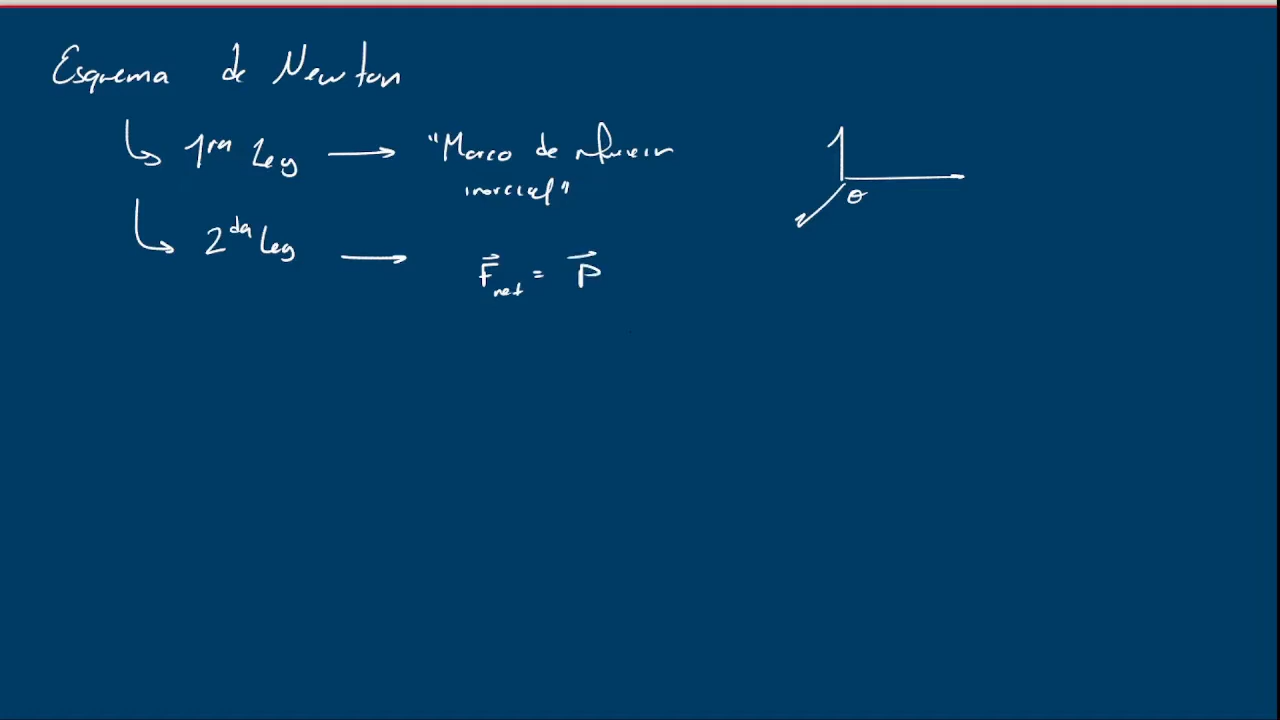 Esquema de Newton
1ra Ley → "Marco de referencia
inercial"
2da Ley → F⃗net = P⃗
O